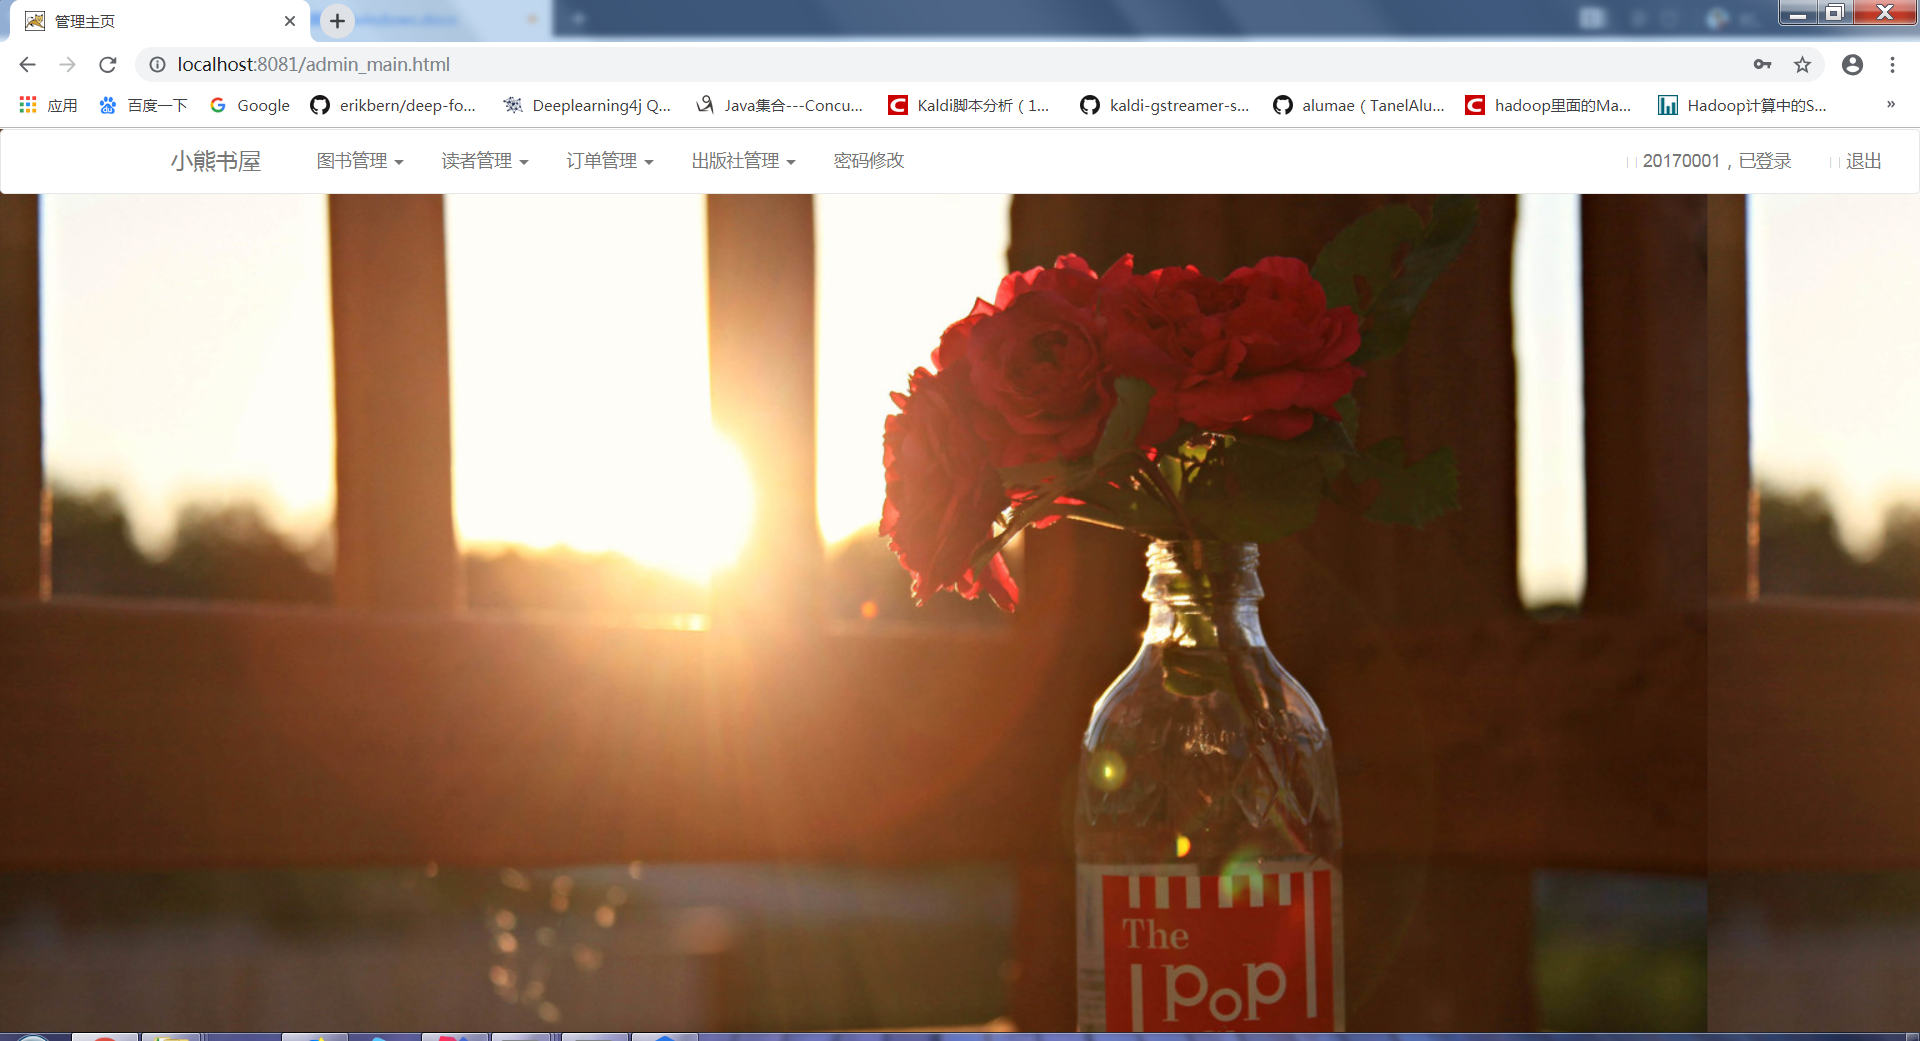 管理主页
localhost:8081/admin_main.html
应用 百度一下 Google erikbern/deep-fo... Deeplearning4j Q... Java集合---Concu... Kaldi脚本分析（1... kaldi-gstreamer-s... alumae（TanelAlu... hadoop里面的Ma... Hadoop计算中的S... »
小熊书屋 图书管理 读者管理 订单管理 出版社管理 密码修改 20170001，已登录 退出
The
POP